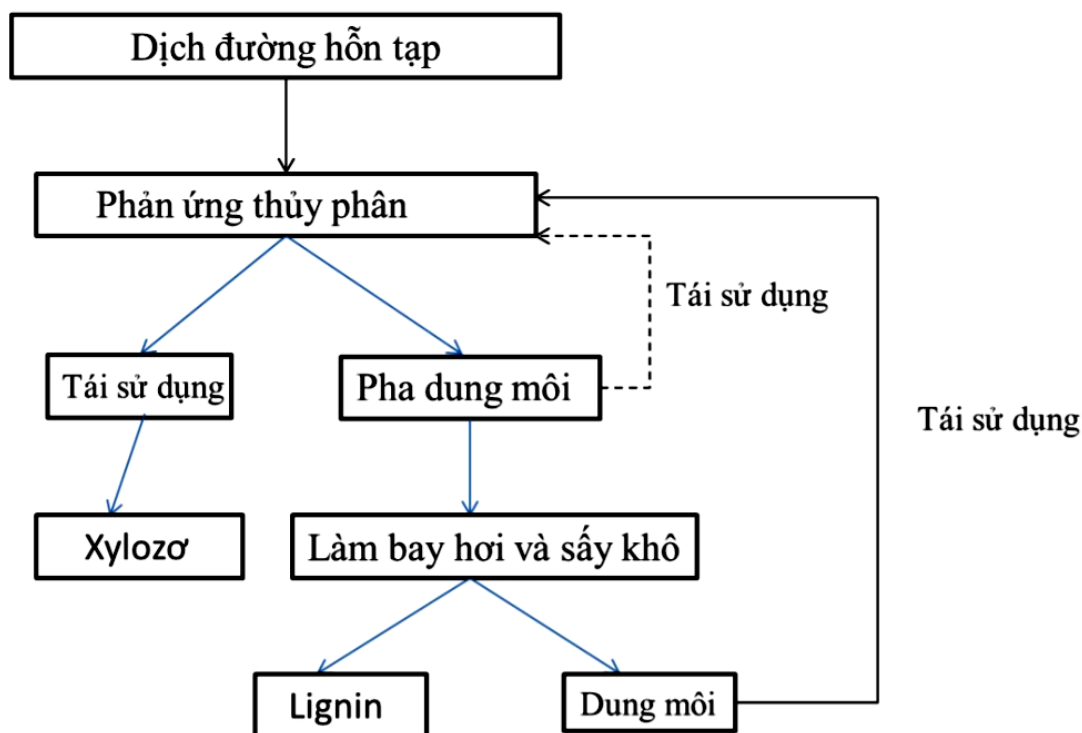 Dịch đường hỗn tạp
Phản ứng thủy phân
Tái sử dụng
Tái sử dụng
Pha dung môi
Tái sử dụng
Xylozơ
Làm bay hơi và sấy khô
Lignin
Dung môi